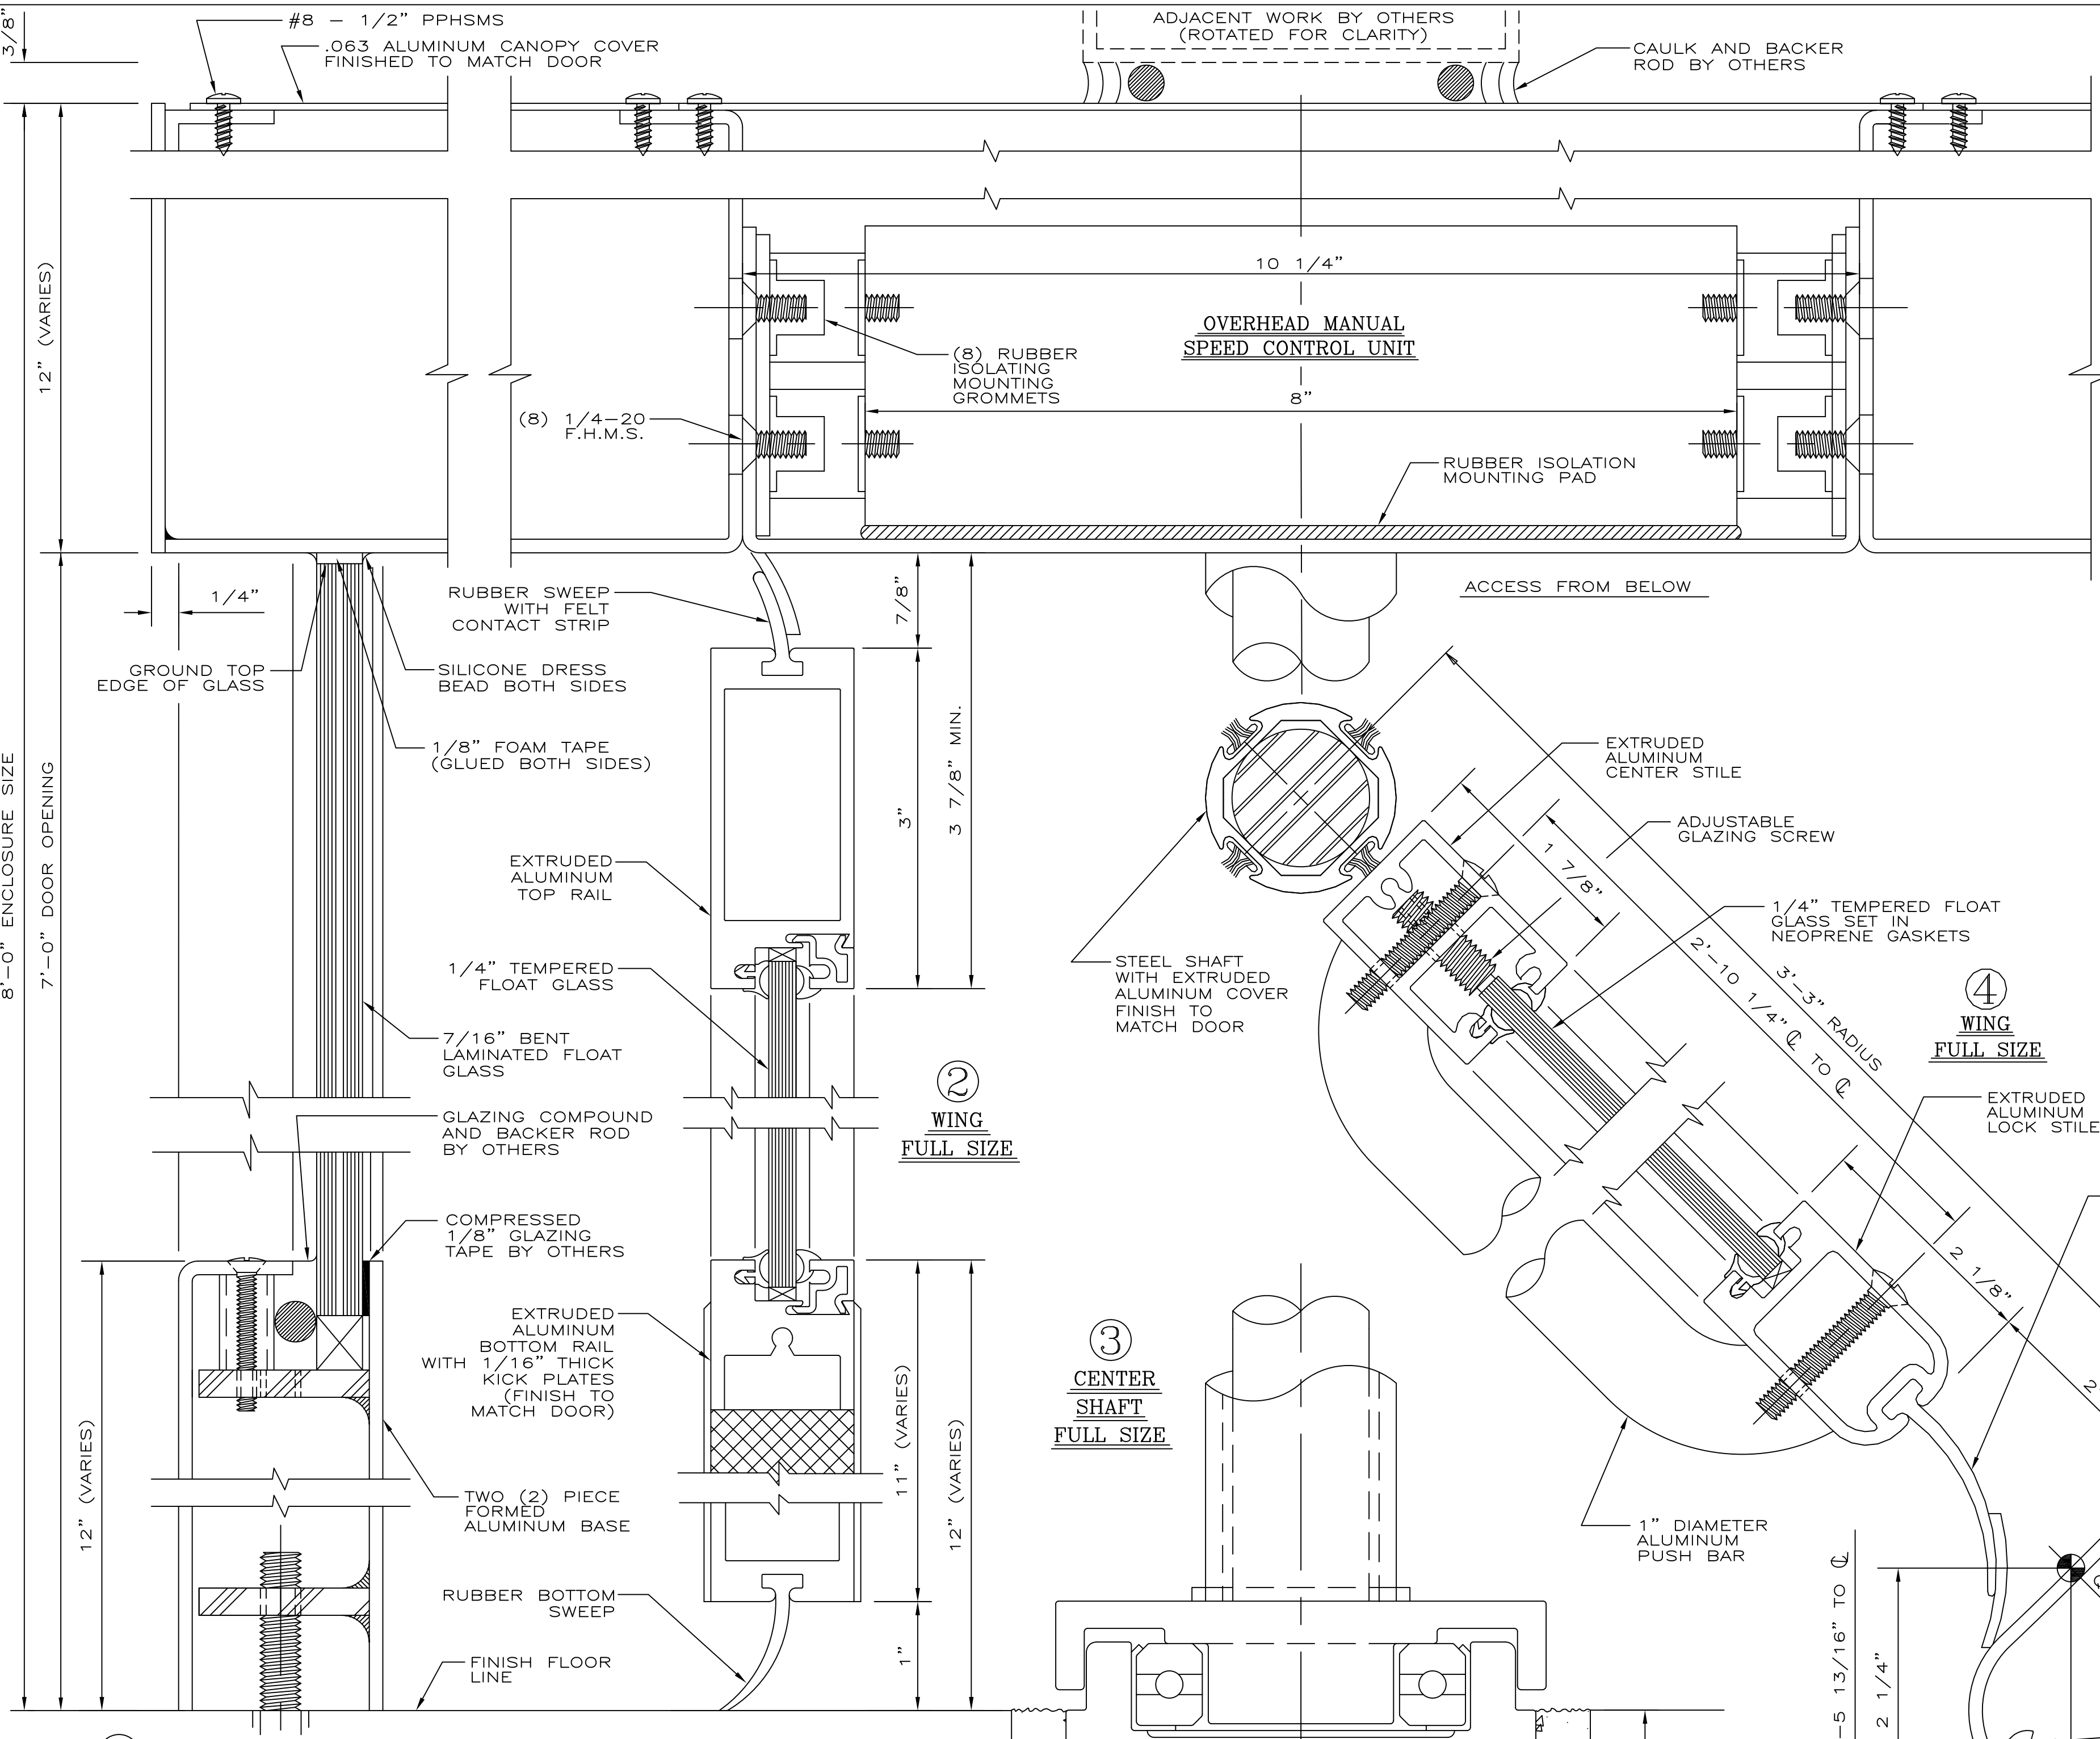 3/8"
#8 - 1/2" PPHSMS
.063 ALUMINUM CANOPY COVER
FINISHED TO MATCH DOOR
ADJACENT WORK BY OTHERS
(ROTATED FOR CLARITY)
CAULK AND BACKER
ROD BY OTHERS
12" (VARIES)
10 1/4"
OVERHEAD MANUAL
SPEED CONTROL UNIT
(8) RUBBER
ISOLATING
MOUNTING
GROMMETS
8"
(8) 1/4-20
F.H.M.S.
RUBBER ISOLATION
MOUNTING PAD
ACCESS FROM BELOW
1/4"
RUBBER SWEEP
WITH FELT
CONTACT STRIP
7/8"
GROUND TOP
EDGE OF GLASS
SILICONE DRESS
BEAD BOTH SIDES
1/8" FOAM TAPE
(GLUED BOTH SIDES)
8'-0" ENCLOSURE SIZE
7'-0" DOOR OPENING
3"
3 7/8" MIN.
EXTRUDED
ALUMINUM
TOP RAIL
1/4" TEMPERED
FLOAT GLASS
7/16" BENT
LAMINATED FLOAT
GLASS
2
WING
FULL SIZE
GLAZING COMPOUND
AND BACKER ROD
BY OTHERS
COMPRESSED
1/8" GLAZING
TAPE BY OTHERS
EXTRUDED
ALUMINUM
BOTTOM RAIL
WITH 1/16" THICK
KICK PLATES
(FINISH TO
MATCH DOOR)
12" (VARIES)
11" (VARIES)
12" (VARIES)
TWO (2) PIECE
FORMED
ALUMINUM BASE
RUBBER BOTTOM
SWEEP
1"
FINISH FLOOR
LINE
EXTRUDED
ALUMINUM
CENTER STILE
ADJUSTABLE
GLAZING SCREW
1 7/8"
1/4" TEMPERED FLOAT
GLASS SET IN
NEOPRENE GASKETS
STEEL SHAFT
WITH EXTRUDED
ALUMINUM COVER
FINISH TO
MATCH DOOR
3'-3" RADIUS
2'-10 1/4" ℄ TO ℄
4
WING
FULL SIZE
EXTRUDED
ALUMINUM
LOCK STILE
2 1/8"
2
3
CENTER
SHAFT
FULL SIZE
1" DIAMETER
ALUMINUM
PUSH BAR
-5 13/16" TO ℄
2 1/4"